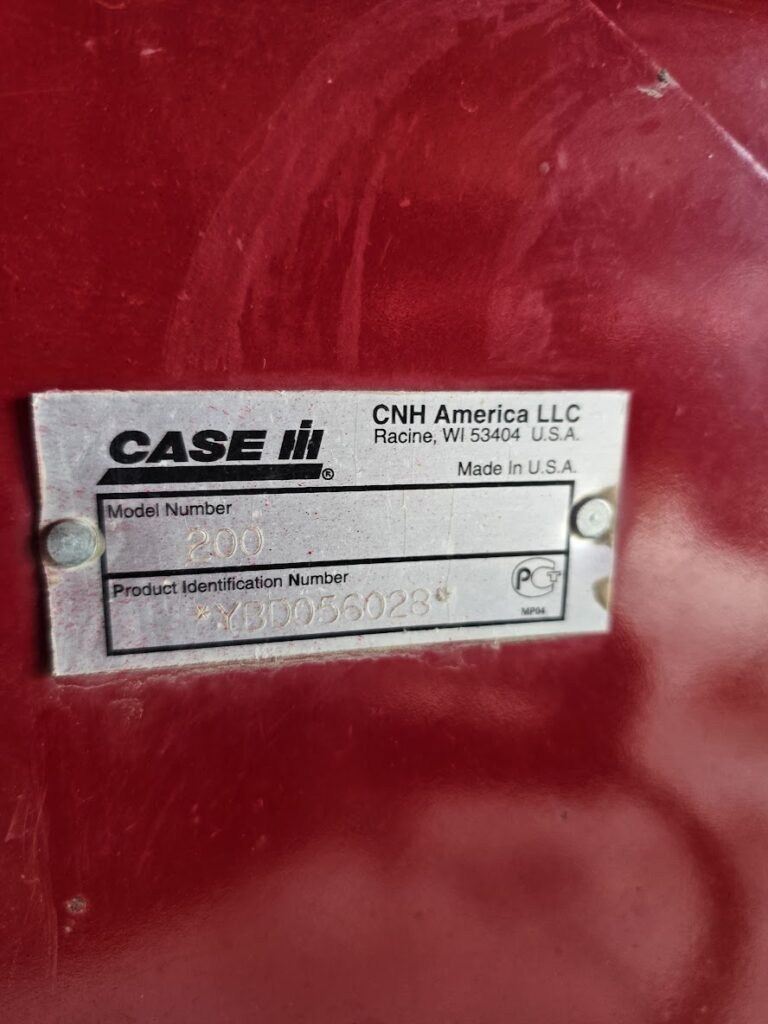 CASE IH®
CNH America LLC
Racine, WI 53404 U.S.A.
Made In U.S.A.
Model Number
200
Product Identification Number
*YBD056028*
PCT
MP04